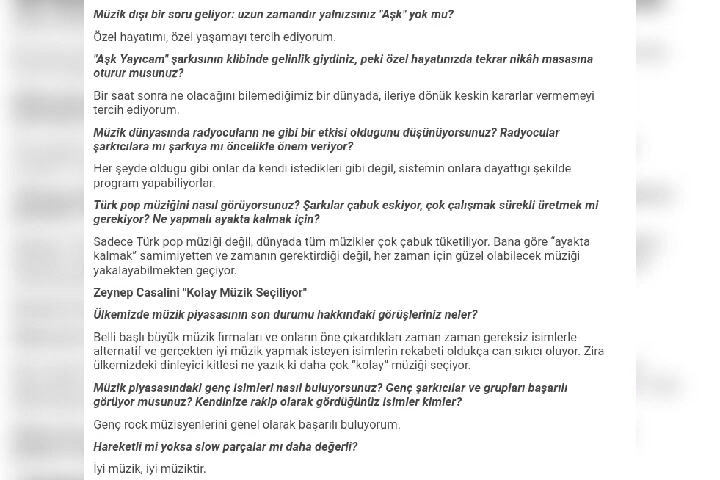 Müzik dışı bir soru geliyor: uzun zamandır yalnızsınız "Aşk" yok mu?
Özel hayatımı, özel yaşamayı tercih ediyorum.
"Aşk Yayıcam" şarkısının klibinde gelinlik giydiniz, peki özel hayatınızda tekrar nikâh masasına
oturur musunuz?
Bir saat sonra ne olacağını bilemediğimiz bir dünyada, ileriye dönük keskin kararlar vermemeyi
tercih ediyorum.
Müzik dünyasında radyocuların ne gibi bir etkisi olduğunu düşünüyorsunuz? Radyocular
şarkıcılara mı şarkıya mı öncelikle önem veriyor?
Her şeyde olduğu gibi onlar da kendi istedikleri gibi değil, sistemin onlara dayattığı şekilde
program yapabiliyorlar.
Türk pop müziğini nasıl görüyorsunuz? Şarkılar çabuk eskiyor, çok çalışmak sürekli üretmek mi
gerekiyor? Ne yapmalı ayakta kalmak için?
Sadece Türk pop müziği değil, dünyada tüm müzikler çok çabuk tüketiliyor. Bana göre “ayakta
kalmak” samimiyetten ve zamanın gerektirdiği değil, her zaman için güzel olabilecek müziği
yakalayabilmekten geçiyor.
Zeynep Casalini "Kolay Müzik Seçiliyor"
Ülkemizde müzik piyasasının son durumu hakkındaki görüşleriniz neler?
Belli başlı büyük müzik firmaları ve onların öne çıkardıkları zaman zaman gereksiz isimlerle
alternatif ve gerçekten iyi müzik yapmak isteyen isimlerin rekabeti oldukça can sıkıcı oluyor. Zira
ülkemizdeki dinleyici kitlesi ne yazık ki daha çok “kolay” müziği seçiyor.
Müzik piyasasındaki genç isimleri nasıl buluyorsunuz? Genç şarkıcılar ve grupları başarılı
görüyor musunuz? Kendinize rakip olarak gördüğünüz isimler kimler?
Genç rock müzisyenlerini genel olarak başarılı buluyorum.
Hareketli mi yoksa slow parçalar mı daha değerli?
İyi müzik, iyi müziktir.